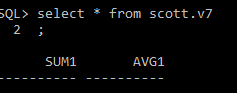 SQL> select * from scott.v7
  2  ;

      SUM1       AVG1
---------- ----------